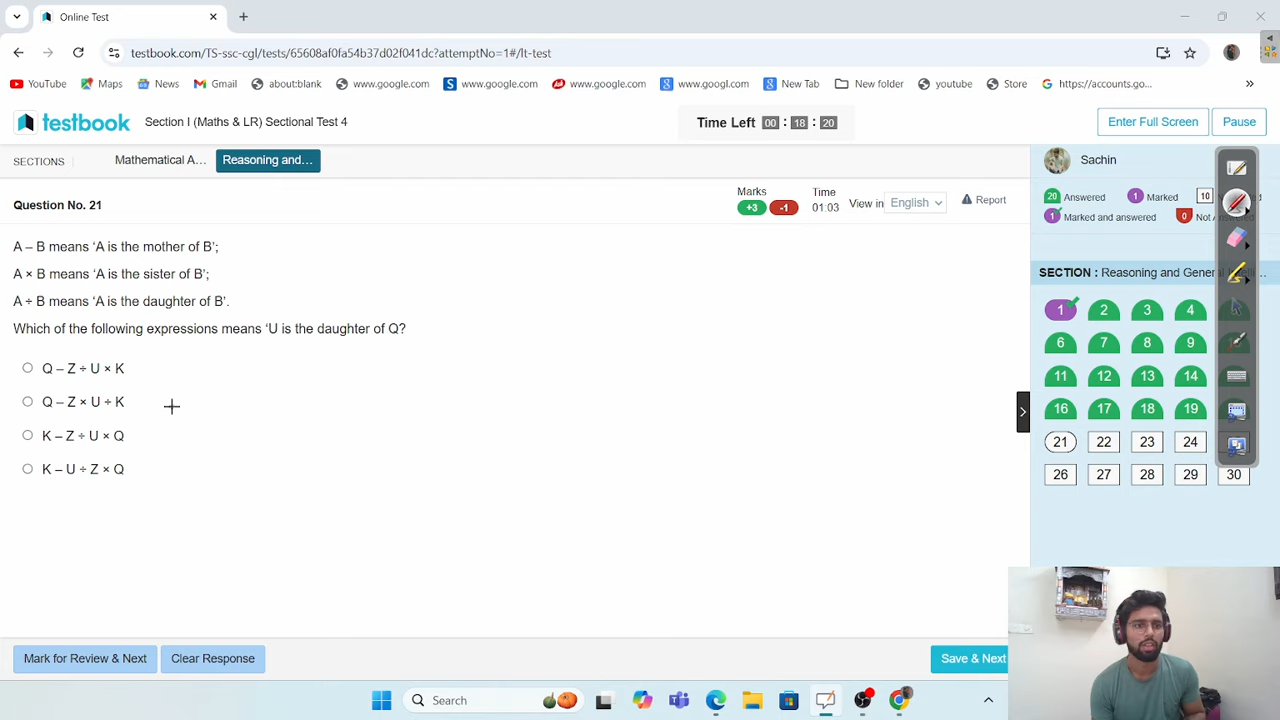 Online Test
testbook.com/TS-ssc-cgl/tests/65608af0fa54b37d02f041dc?attemptNo=1#/lt-test
YouTube Maps News Gmail about:blank www.google.com www.google.com www.google.com www.googl.com New Tab New folder youtube Store https://accounts.go...
testbook Section I (Maths & LR) Sectional Test 4 Time Left 00 : 18 : 20 Enter Full Screen Pause
SECTIONS Mathematical A... Reasoning and... Sachin
Question No. 21 Marks +3 -1 Time 01:03 View in English Report
20 Answered 1 Marked 10
1 Marked and answered 0
A – B means ‘A is the mother of B’;
A × B means ‘A is the sister of B’;
A ÷ B means ‘A is the daughter of B’.
Which of the following expressions means ‘U is the daughter of Q?
Q – Z ÷ U × K
Q – Z × U ÷ K
K – Z ÷ U × Q
K – U ÷ Z × Q
SECTION : Reasoning and General
1 2 3 4
6 7 8 9
11 12 13 14
16 17 18 19
21 22 23 24
26 27 28 29 30
Mark for Review & Next Clear Response Save & Next
Search